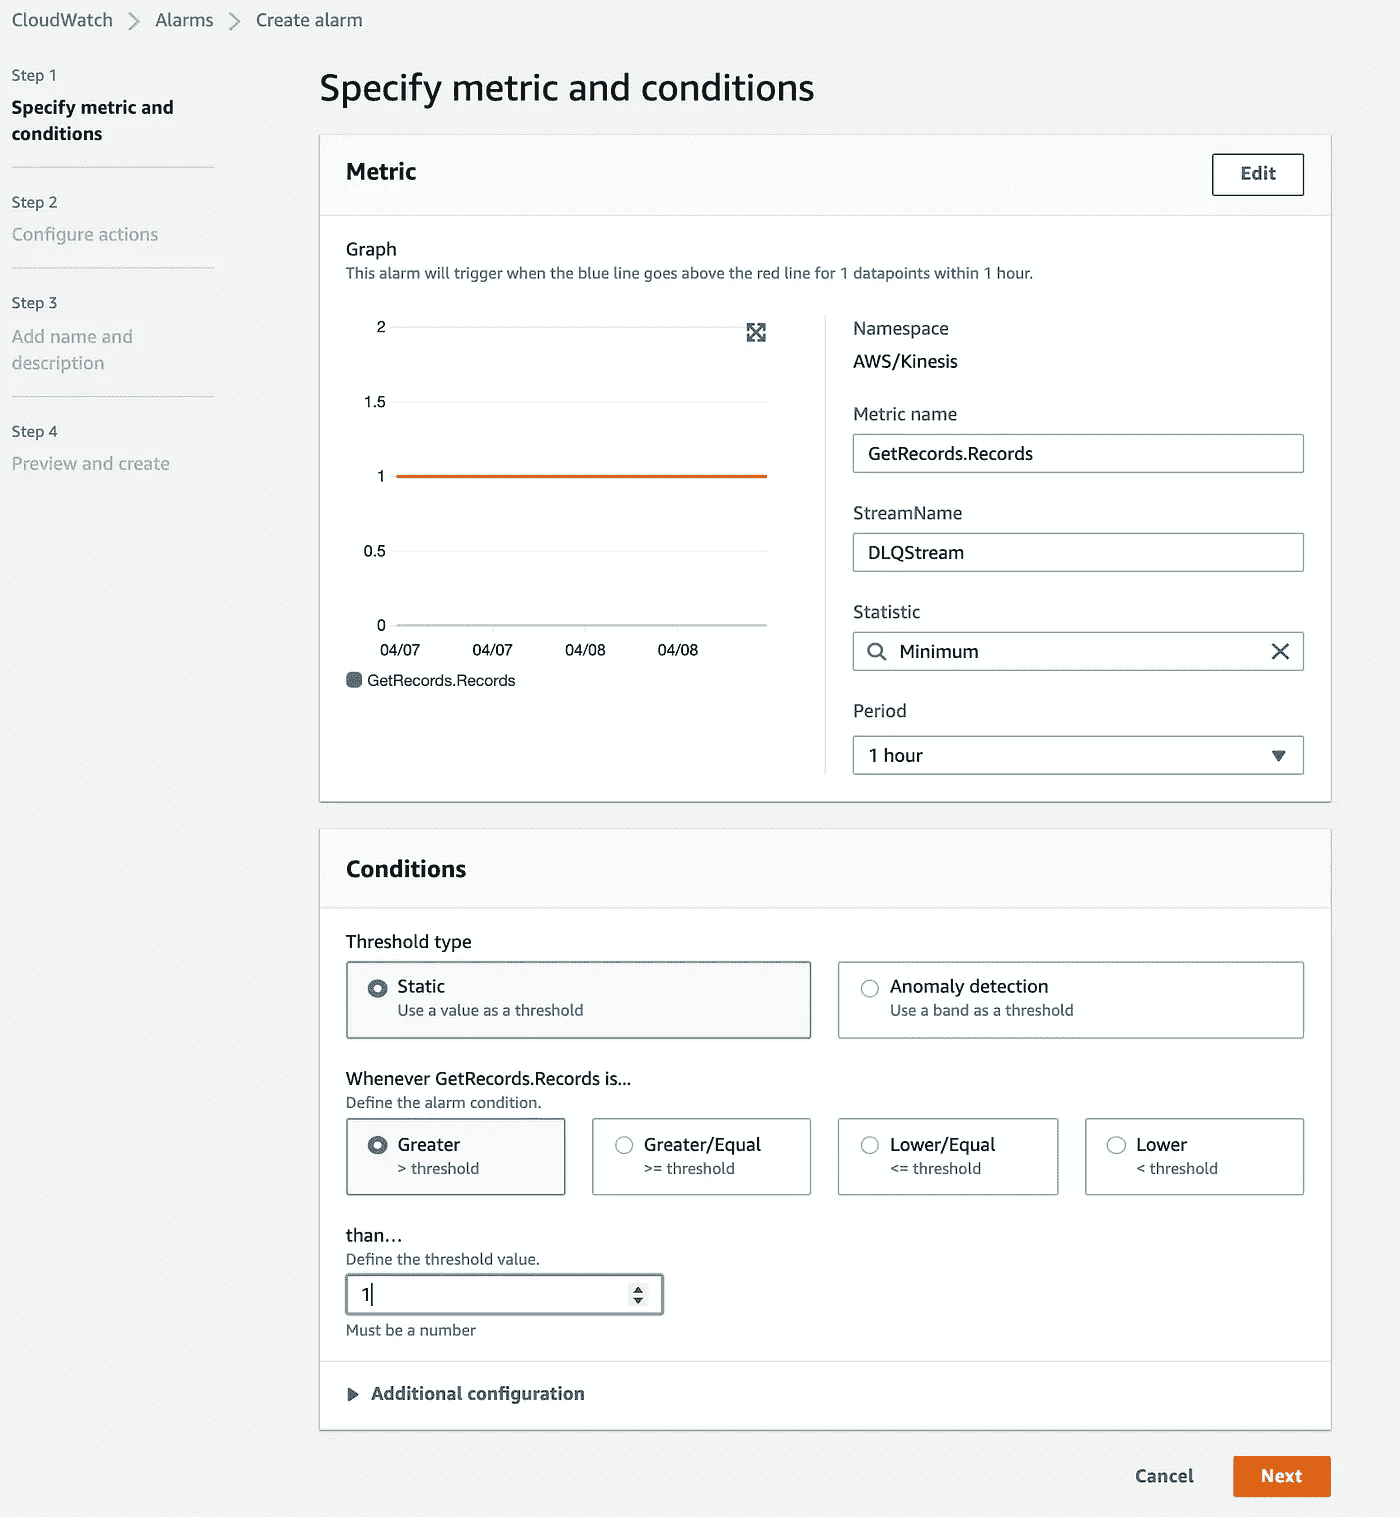 CloudWatch > Alarms > Create alarm
Step 1
Specify metric and
conditions
Step 2
Configure actions
Step 3
Add name and
description
Step 4
Preview and create
Specify metric and conditions
Metric
Edit
Graph
This alarm will trigger when the blue line goes above the red line for 1 datapoints within 1 hour.
2
1.5
1
0.5
0
04/07 04/07 04/08 04/08
GetRecords.Records
Namespace
AWS/Kinesis
Metric name
GetRecords.Records
StreamName
DLQStream
Statistic
Minimum
Period
1 hour
Conditions
Threshold type
Static
Use a value as a threshold
Anomaly detection
Use a band as a threshold
Whenever GetRecords.Records is...
Define the alarm condition.
Greater
> threshold
Greater/Equal
>= threshold
Lower/Equal
<= threshold
Lower
< threshold
than...
Define the threshold value.
1
Must be a number
Additional configuration
Cancel
Next